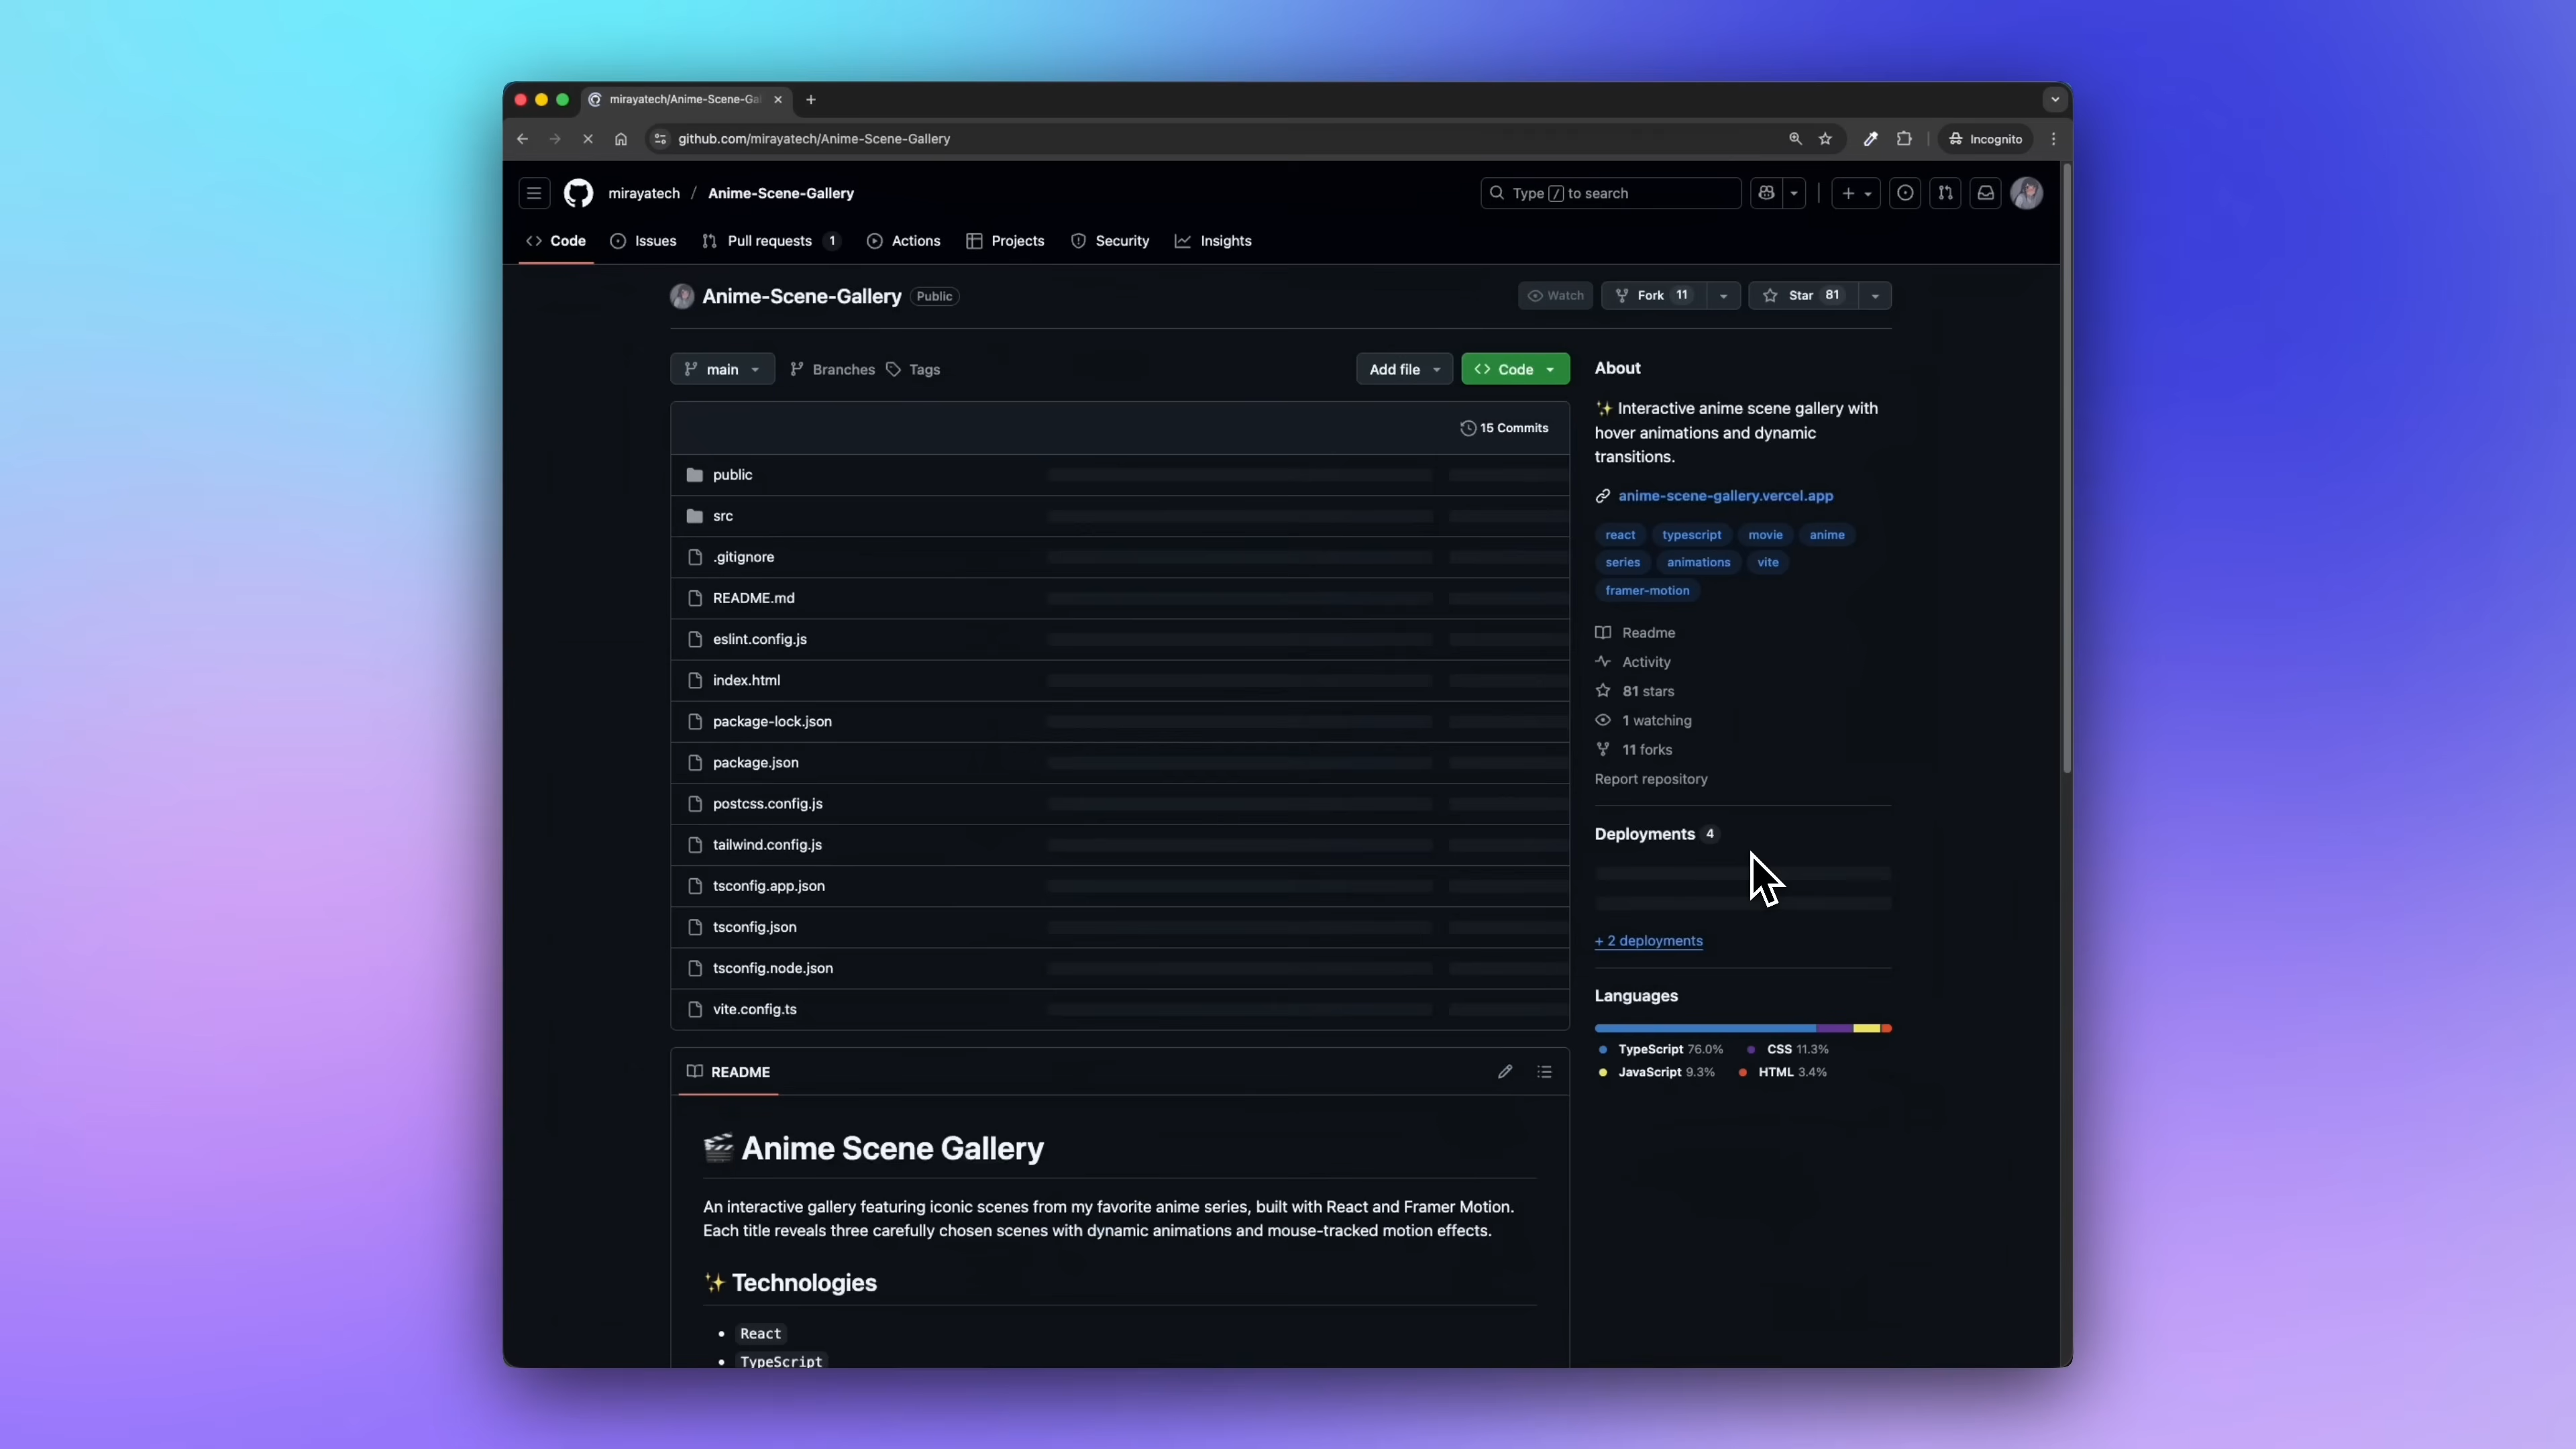 mirayatech/Anime-Scene-Gal
github.com/mirayatech/Anime-Scene-Gallery
Incognito
mirayatech / Anime-Scene-Gallery
Type / to search
Code Issues Pull requests 1 Actions Projects Security Insights
Anime-Scene-Gallery Public
Watch Fork 11 Star 81
main Branches Tags Add file Code
15 Commits
public
src
.gitignore
README.md
eslint.config.js
index.html
package-lock.json
package.json
postcss.config.js
tailwind.config.js
tsconfig.app.json
tsconfig.json
tsconfig.node.json
vite.config.ts
About
✨ Interactive anime scene gallery with
hover animations and dynamic
transitions.
anime-scene-gallery.vercel.app
react typescript movie anime
series animations vite
framer-motion
Readme
Activity
81 stars
1 watching
11 forks
Report repository
Deployments 4
+ 2 deployments
Languages
TypeScript 76.0% CSS 11.3%
JavaScript 9.3% HTML 3.4%
README
🎬 Anime Scene Gallery
An interactive gallery featuring iconic scenes from my favorite anime series, built with React and Framer Motion.
Each title reveals three carefully chosen scenes with dynamic animations and mouse-tracked motion effects.
✨ Technologies
• React
• TypeScript